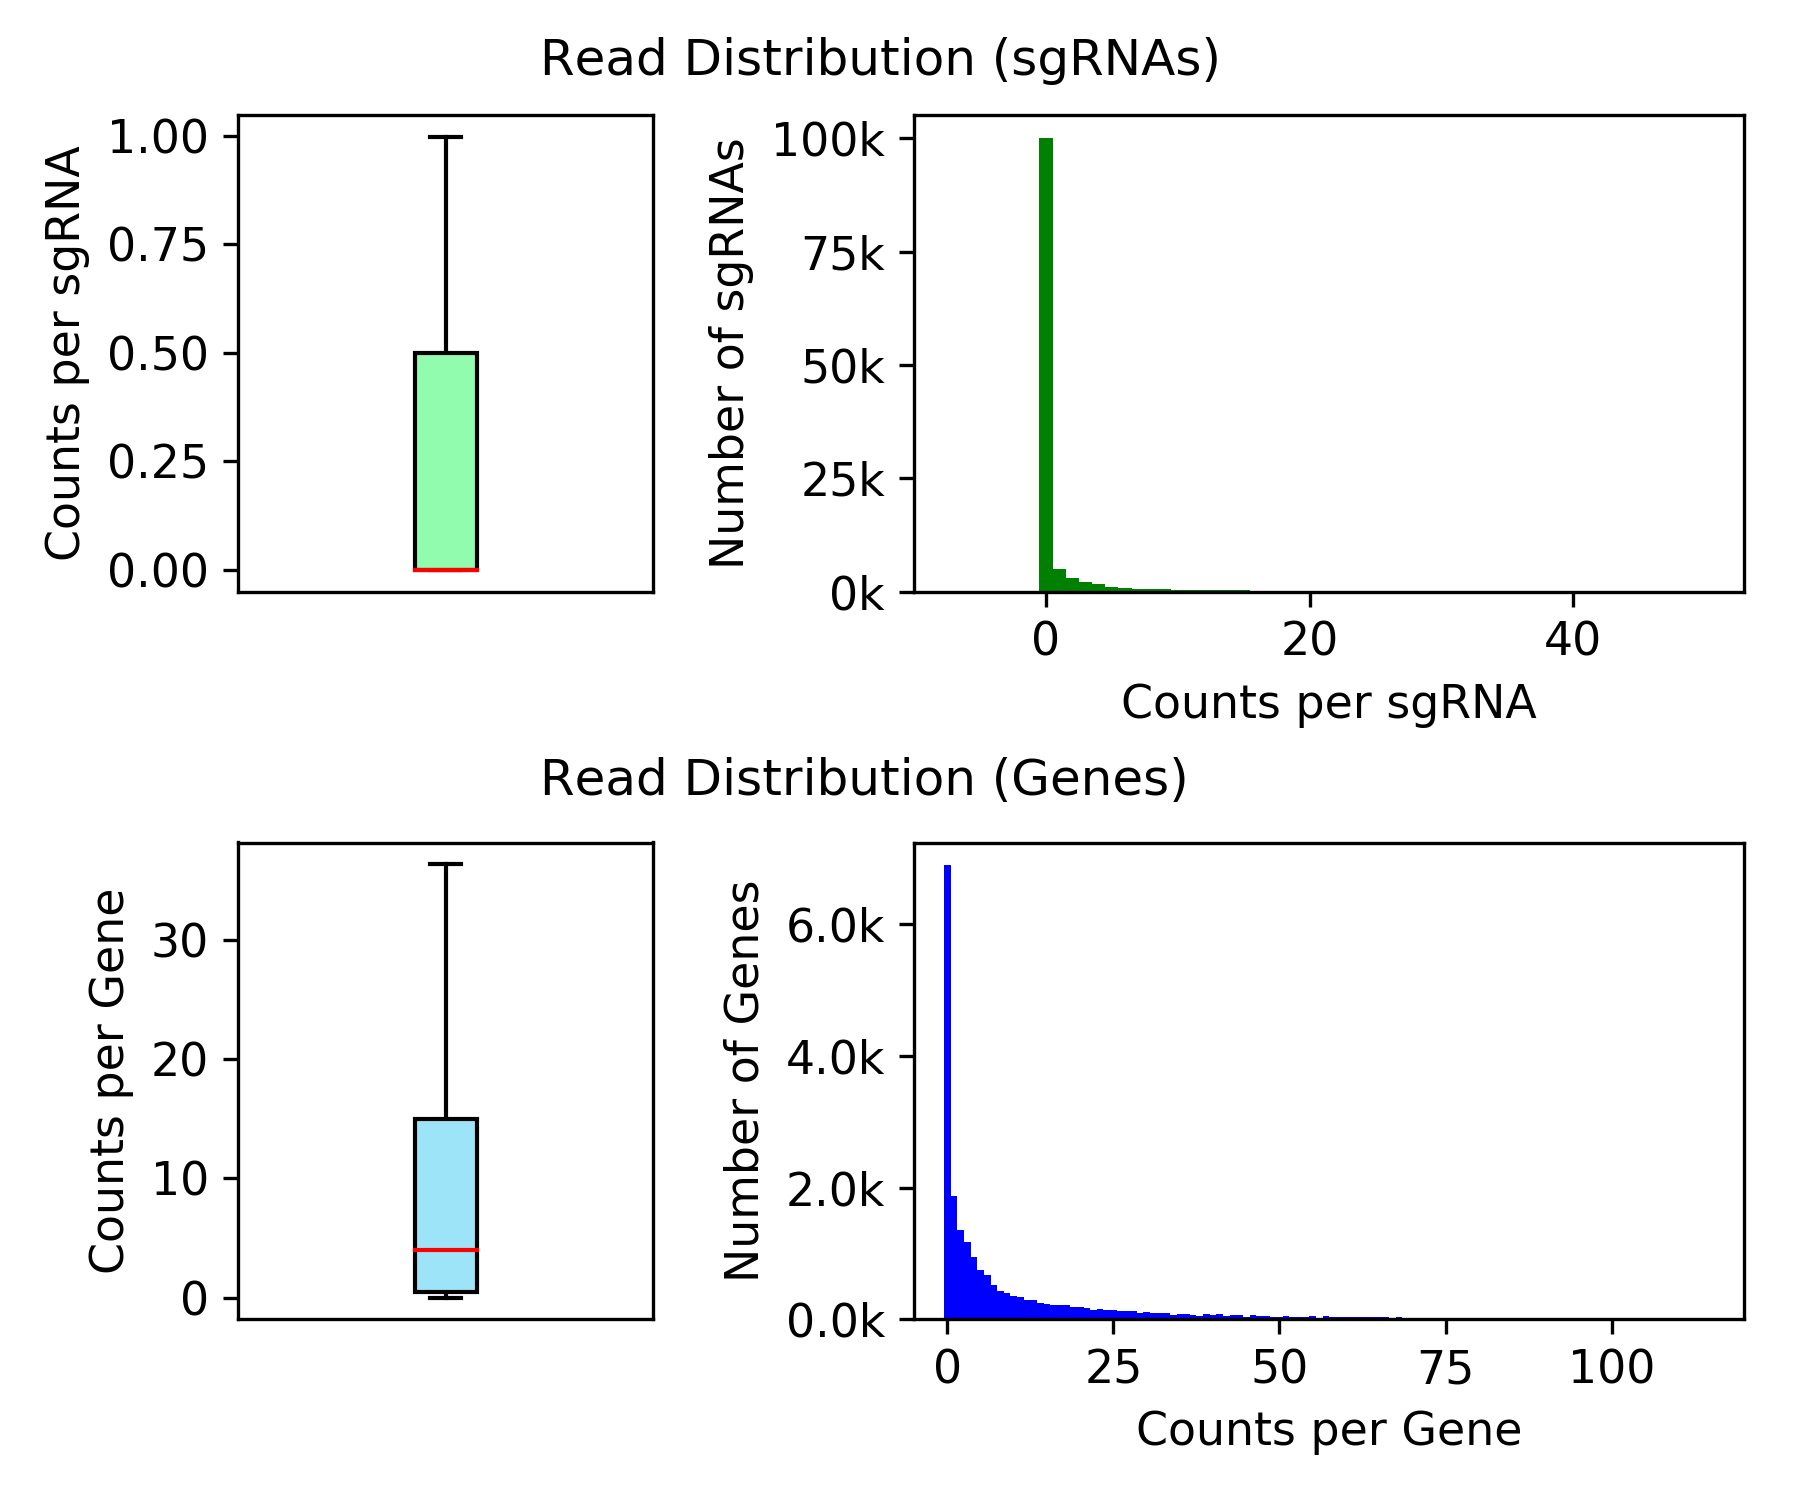 Read Distribution (sgRNAs)
Counts per sgRNA
1.00
0.75
0.50
0.25
0.00
Number of sgRNAs
100k
75k
50k
25k
0k
0 20 40
Counts per sgRNA
Read Distribution (Genes)
Counts per Gene
30
20
10
0
Number of Genes
6.0k
4.0k
2.0k
0.0k
0 25 50 75 100
Counts per Gene